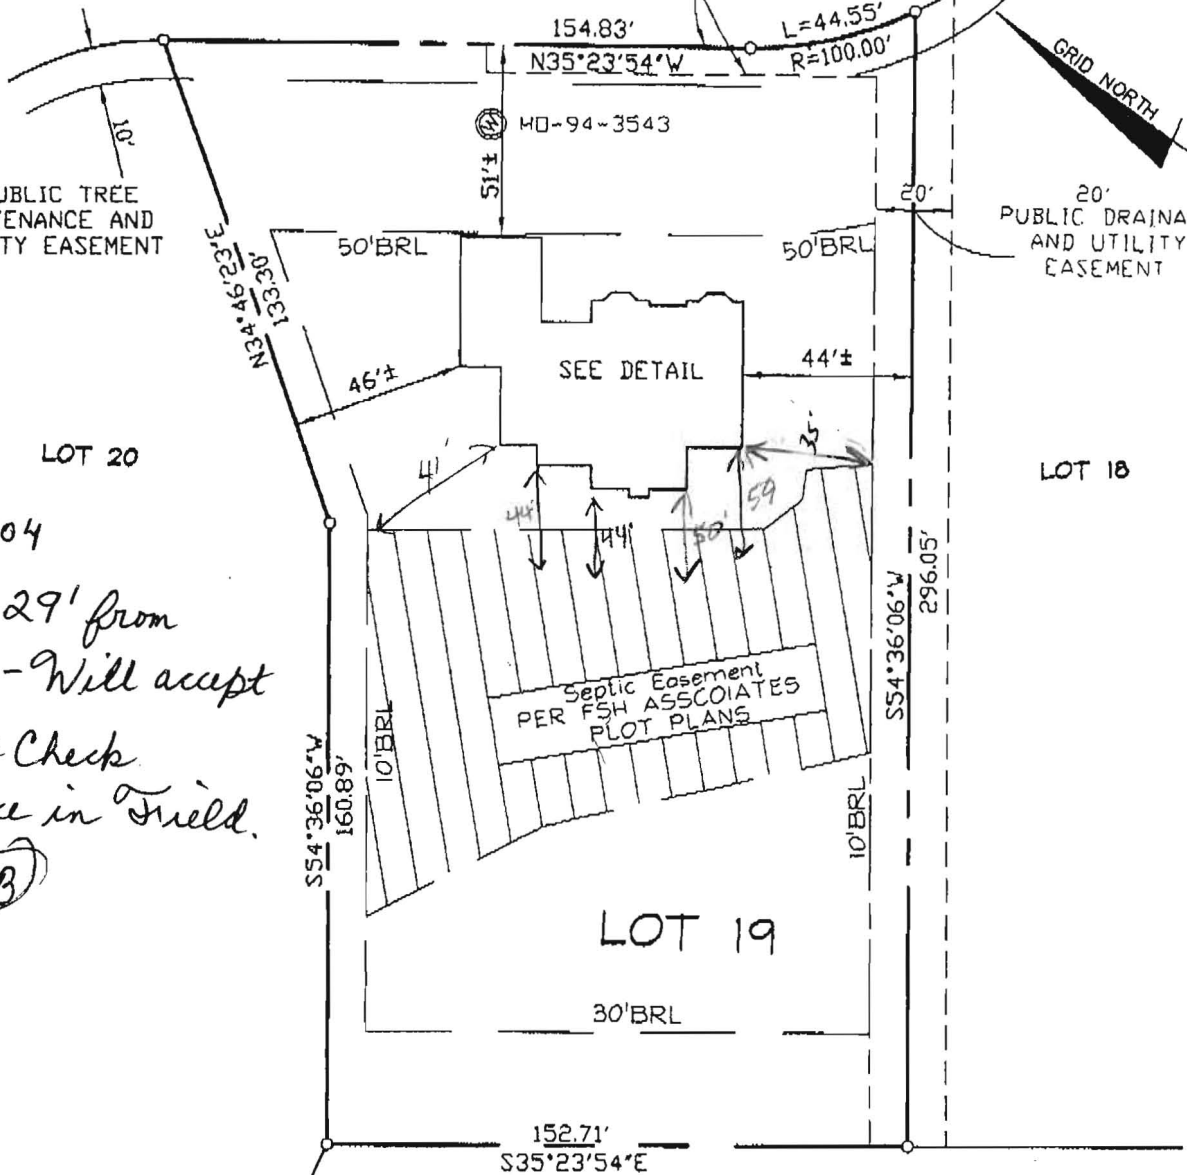 154.83'
N35°23'54"W
L=44.55'
R=100.00'
GRID NORTH
W
HO-94-3543
10'
51'±
UBLIC TREE
ENANCE AND
TY EASEMENT
20'
20'
PUBLIC DRAINA
AND UTILITY
EASEMENT
50'BRL
50'BRL
N34°46'23"E
133.30'
SEE DETAIL
46'±
44'±
35'
LOT 20
LOT 18
41'
44'
44'
50'
59
04
29' from
- Will accept
Check
in Field.
B
Septic Easement
PER FSH ASSCOIATES
PLOT PLANS
S54°36'06"W
296.05'
S54°36'06"W
160.89'
10'BRL
10'BRL
LOT 19
30'BRL
152.71'
S35°23'54"E